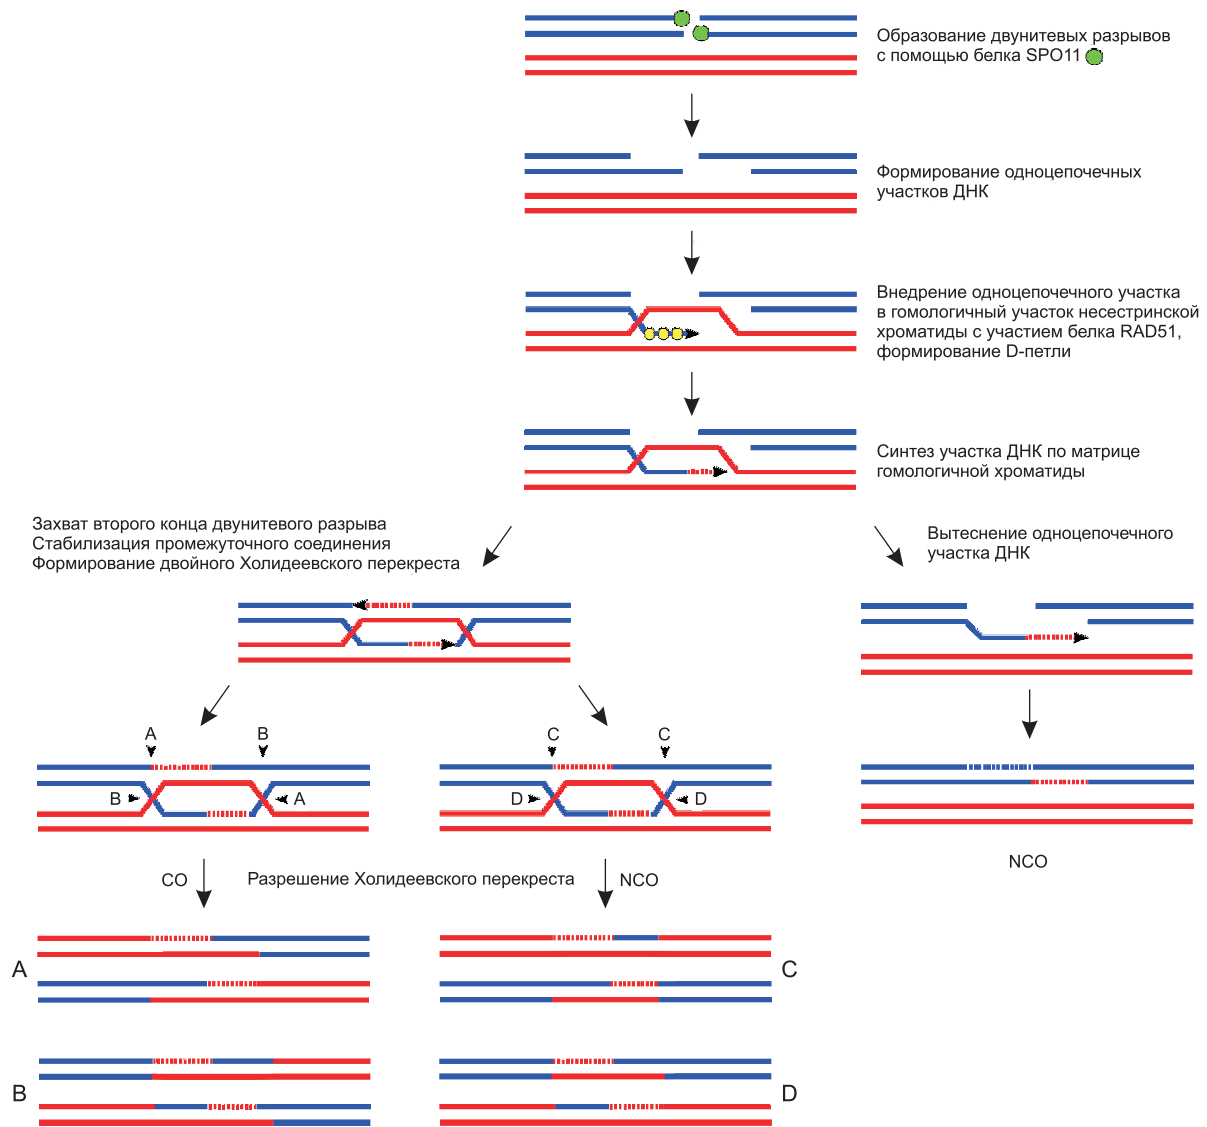 Образование двунитевых разрывов
с помощью белка SPO11
Формирование одноцепочечных
участков ДНК
Внедрение одноцепочечного участка
в гомологичный участок несестринской
хроматиды с участием белка RAD51,
формирование D-петли
Синтез участка ДНК по матрице
гомологичной хроматиды
Захват второго конца двунитевого разрыва
Стабилизация промежуточного соединения
Формирование двойного Холидеевского перекреста
Вытеснение одноцепочечного
участка ДНК
A B
B A
C C
D D
NCO
CO
Разрешение Холидеевского перекреста
NCO
A
C
B
D